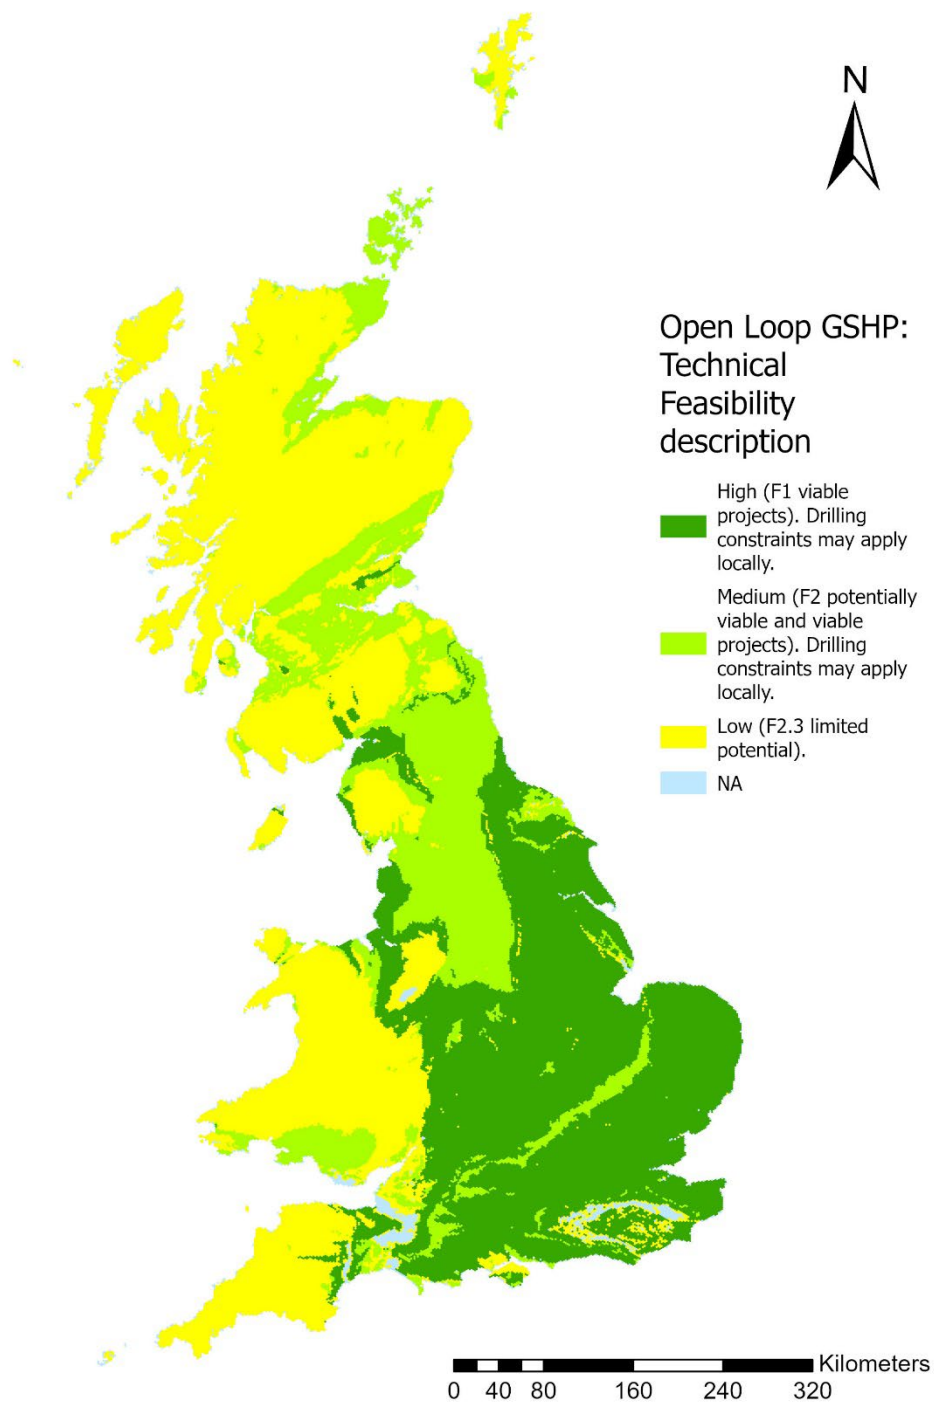 N
Open Loop GSHP:
Technical
Feasibility
description
High (F1 viable
projects). Drilling
constraints may apply
locally.
Medium (F2 potentially
viable and viable
projects). Drilling
constraints may apply
locally.
Low (F2.3 limited
potential).
NA
Kilometers
0 40 80 160 240 320